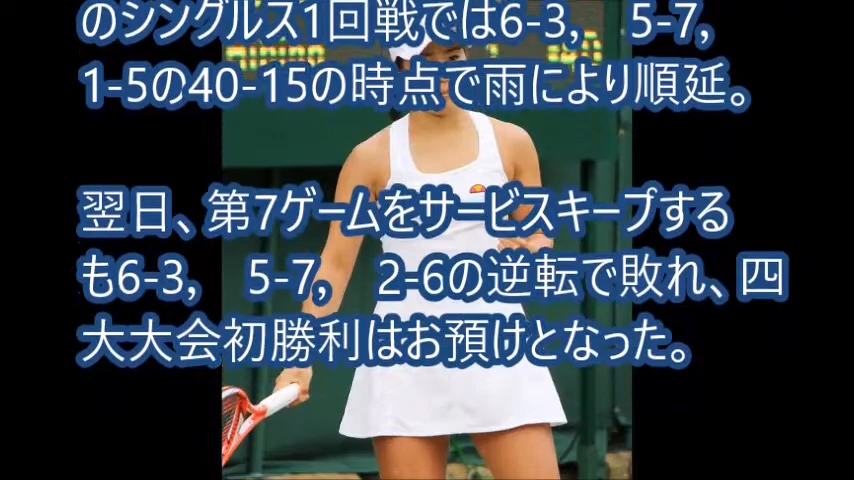 のシングルス1回戦では6-3,　5-7,
1-5の40-15の時点で雨により順延。
翌日、第7ゲームをサービスキープする
も6-3,　5-7,　2-6の逆転で敗れ、四
大大会初勝利はお預けとなった。